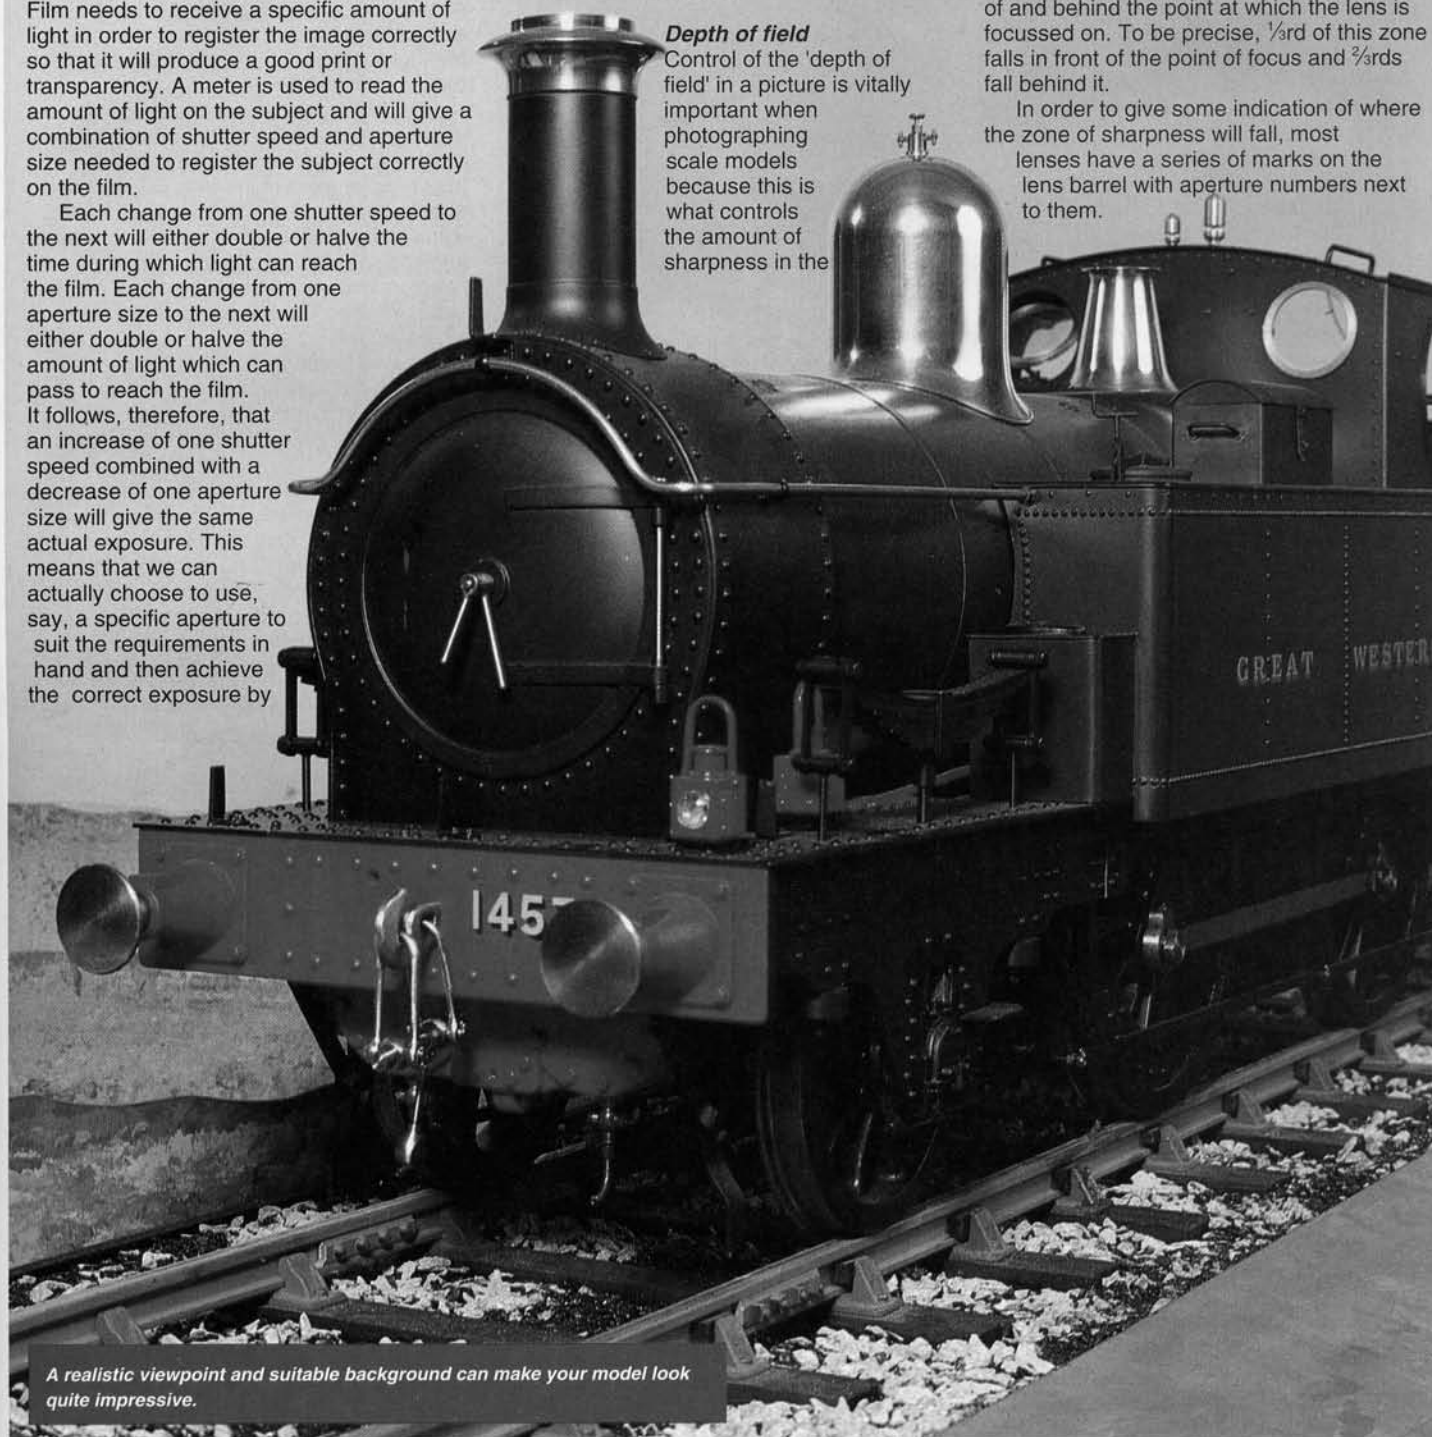 Film needs to receive a specific amount of
light in order to register the image correctly
so that it will produce a good print or
transparency. A meter is used to read the
amount of light on the subject and will give a
combination of shutter speed and aperture
size needed to register the subject correctly
on the film.
Each change from one shutter speed to
the next will either double or halve the
time during which light can reach
the film. Each change from one
aperture size to the next will
either double or halve the
amount of light which can
pass to reach the film.
It follows, therefore, that
an increase of one shutter
speed combined with a
decrease of one aperture
size will give the same
actual exposure. This
means that we can
actually choose to use,
say, a specific aperture to
suit the requirements in
hand and then achieve
the correct exposure by
Depth of field
Control of the 'depth of
field' in a picture is vitally
important when
photographing
scale models
because this is
what controls
the amount of
sharpness in the
of and behind the point at which the lens is
focussed on. To be precise, ⅓rd of this zone
falls in front of the point of focus and ⅔rds
fall behind it.
In order to give some indication of where
the zone of sharpness will fall, most
lenses have a series of marks on the
lens barrel with aperture numbers next
to them.
GREAT WESTER
145
A realistic viewpoint and suitable background can make your model look
quite impressive.